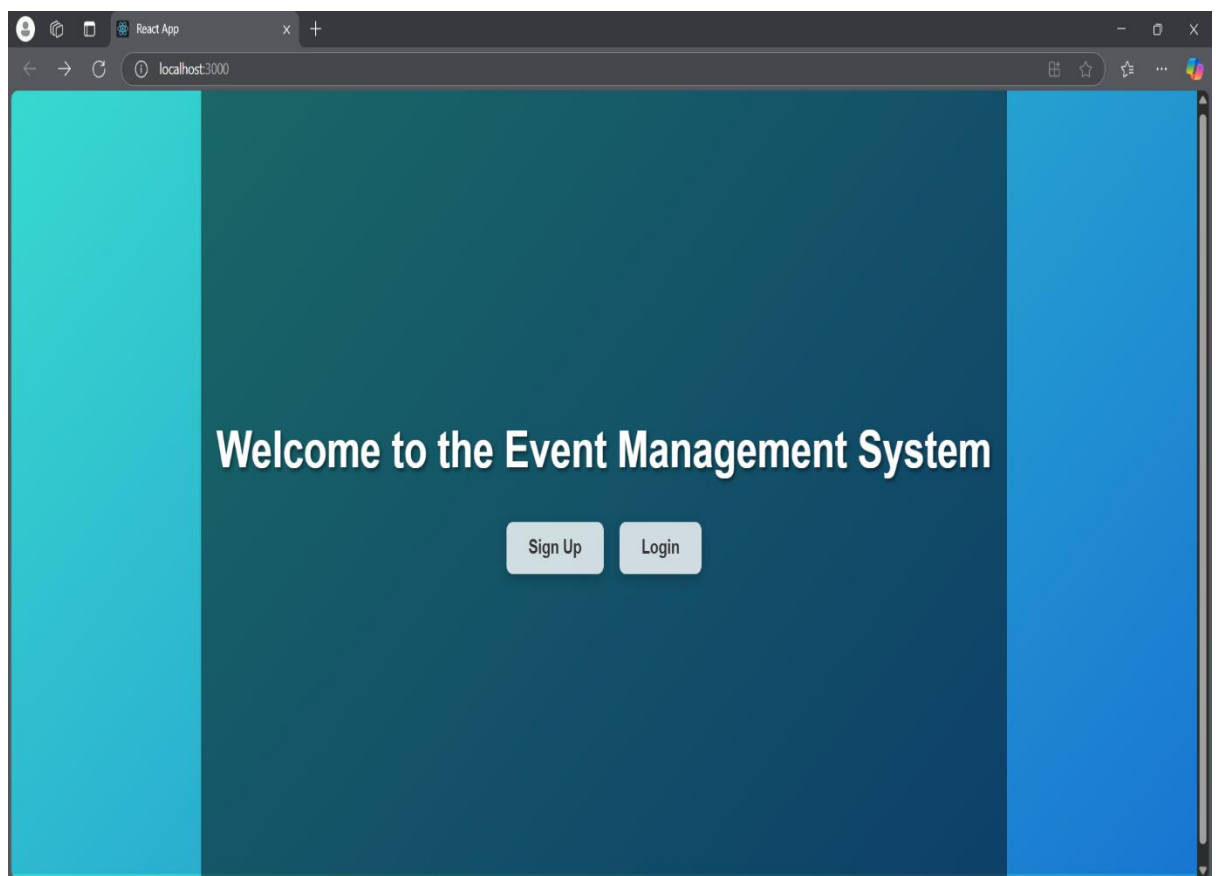 React App
localhost:3000
Welcome to the Event Management System
Sign Up
Login